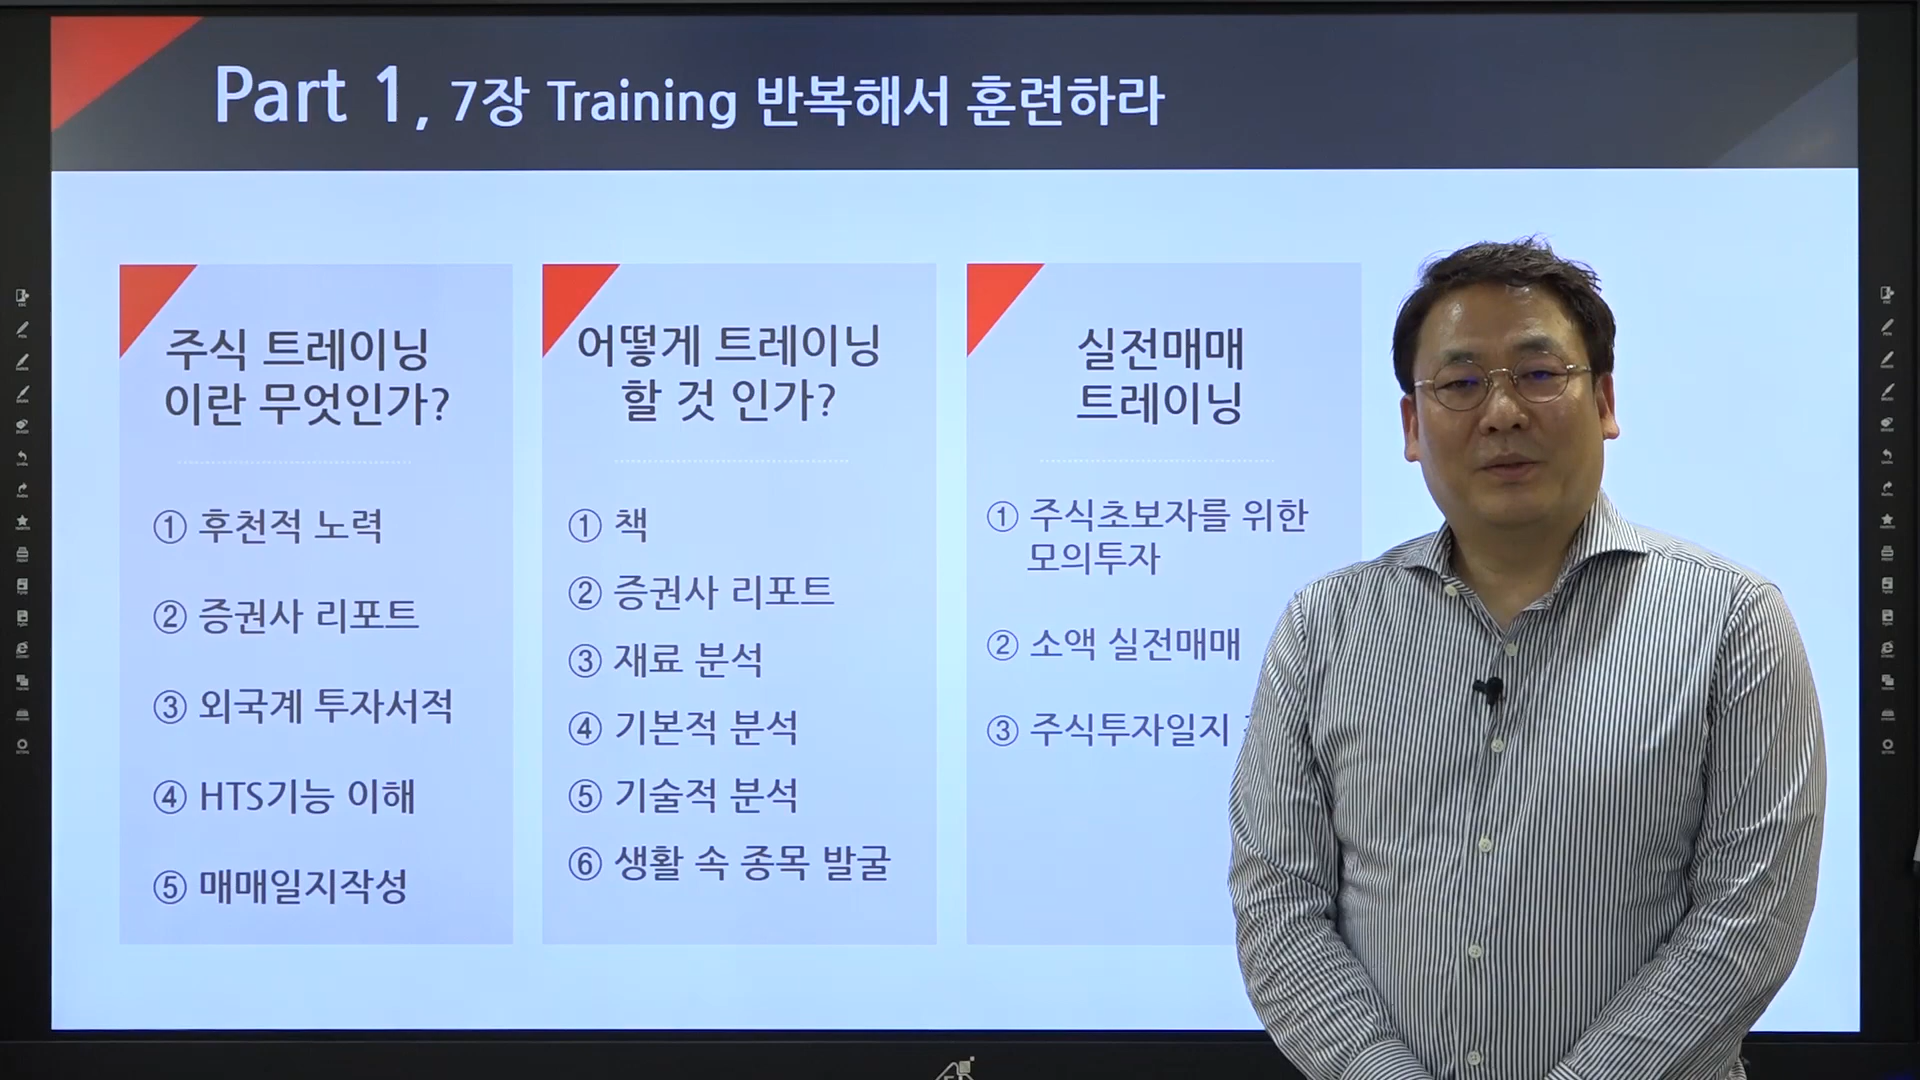 Part 1, 7장 Training 반복해서 훈련하라
주식 트레이닝
이란 무엇인가?
① 후천적 노력
② 증권사 리포트
③ 외국계 투자서적
④ HTS기능 이해
⑤ 매매일지작성
어떻게 트레이닝
할 것 인가?
① 책
② 증권사 리포트
③ 재료 분석
④ 기본적 분석
⑤ 기술적 분석
⑥ 생활 속 종목 발굴
실전매매
트레이닝
① 주식초보자를 위한
모의투자
② 소액 실전매매
③ 주식투자일지